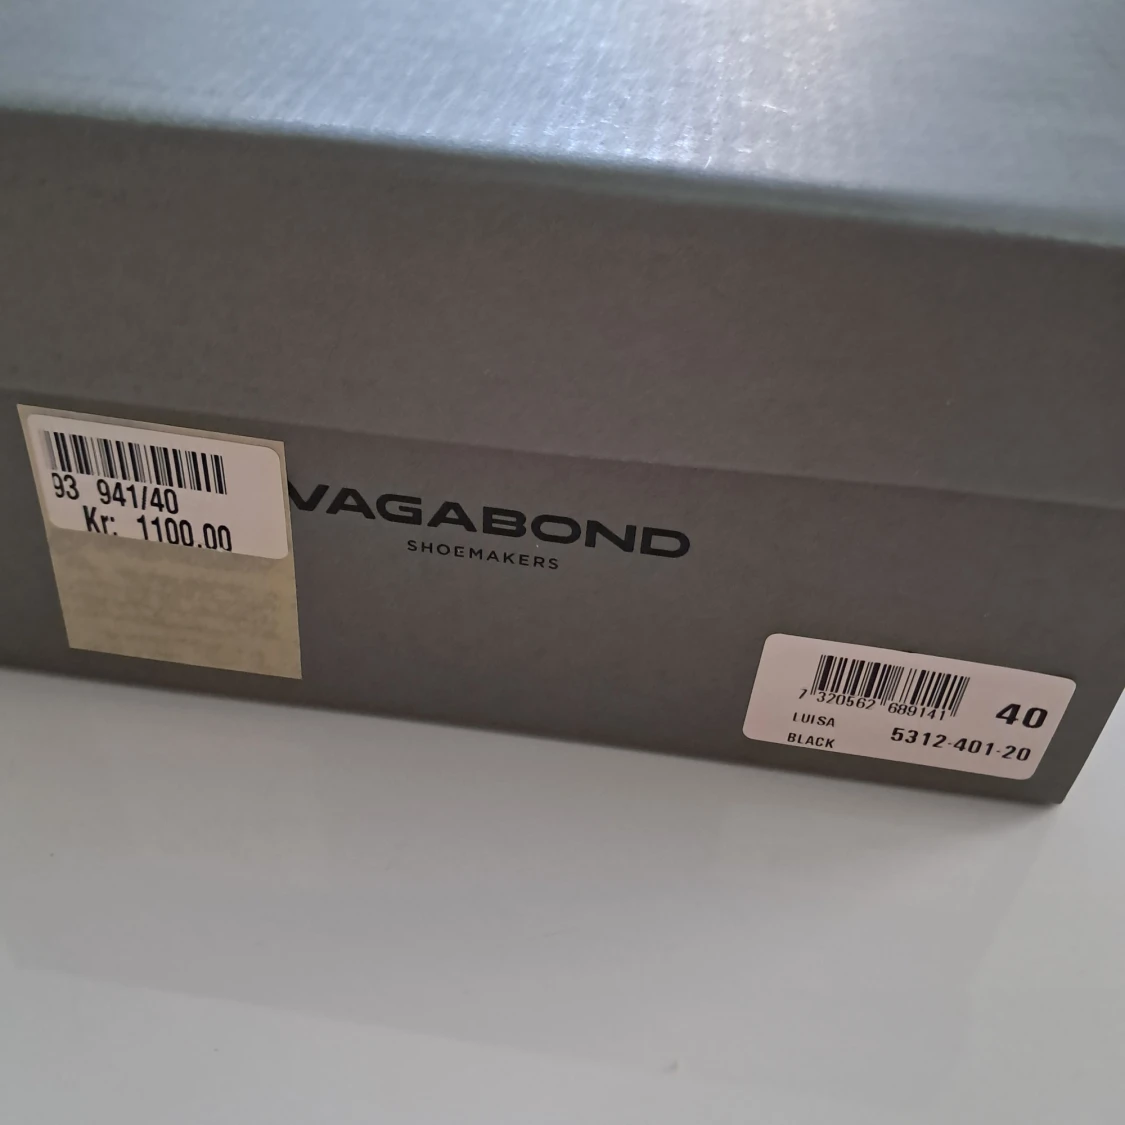 93 941/40
Kr: 1100.00
VAGABOND
SHOEMAKERS
7 320562 689141
40
LUISA
5312-401-20
BLACK